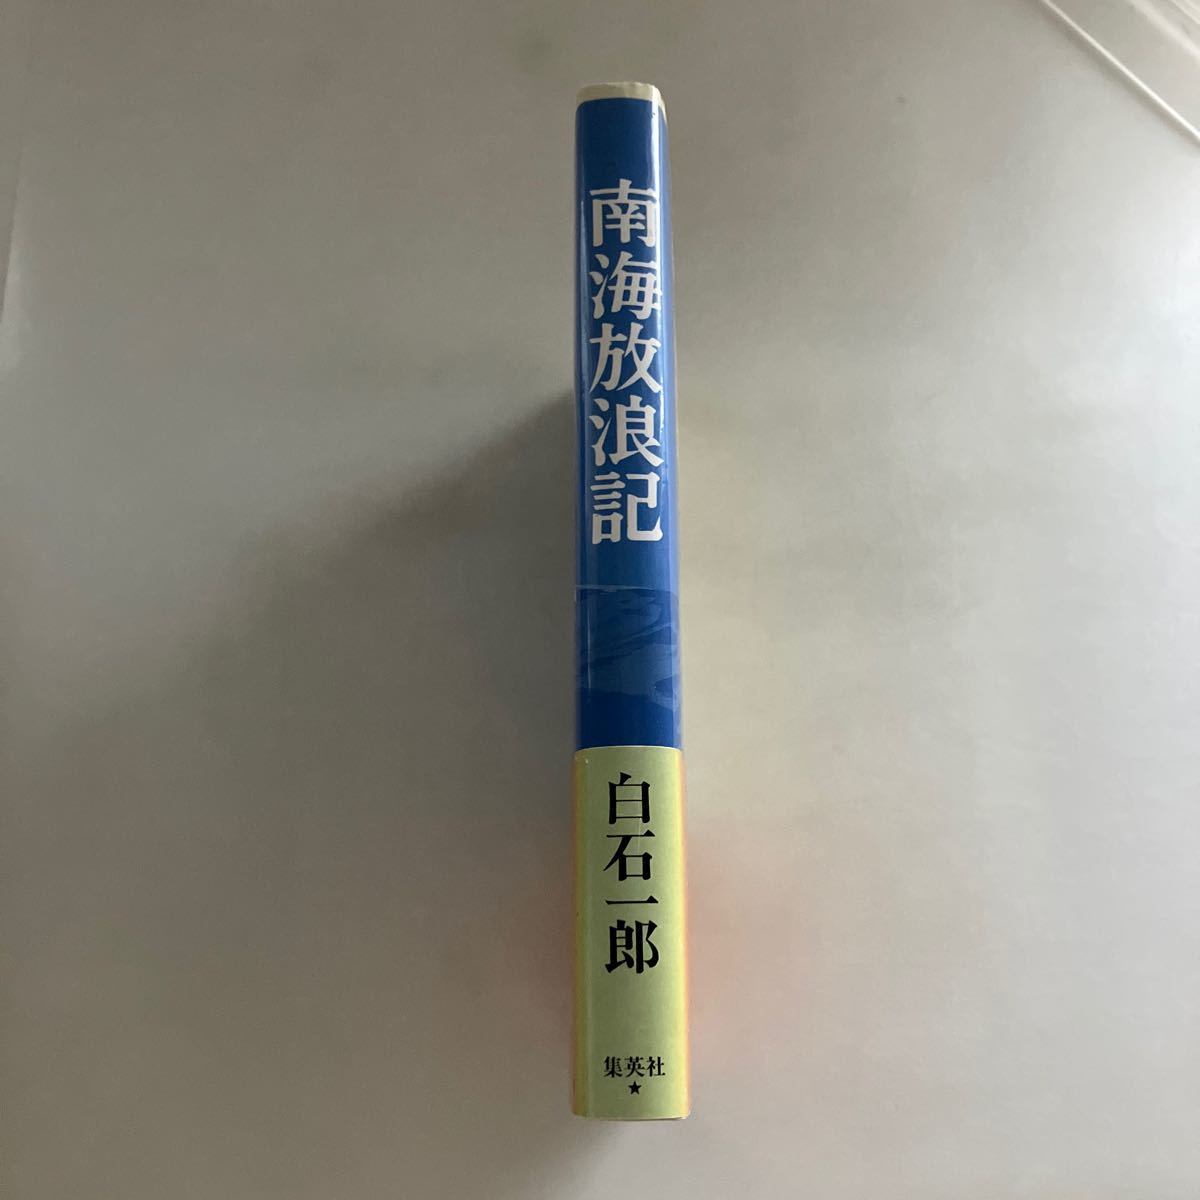 南海放浪記
白石一郎
集英社
★